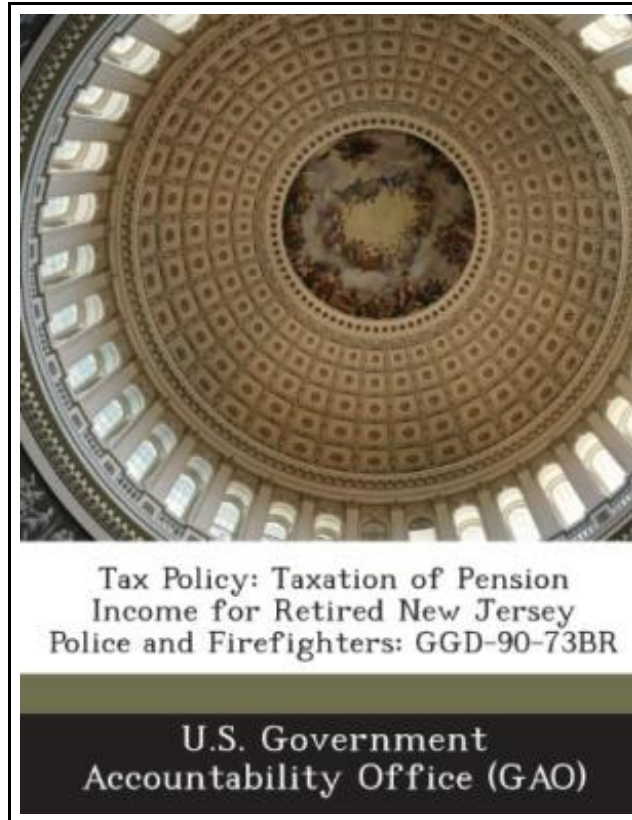 Tax Policy: Taxation of Pension
Income for Retired New Jersey
Police and Firefighters: GGD-90-73BR
U.S. Government
Accountability Office (GAO)